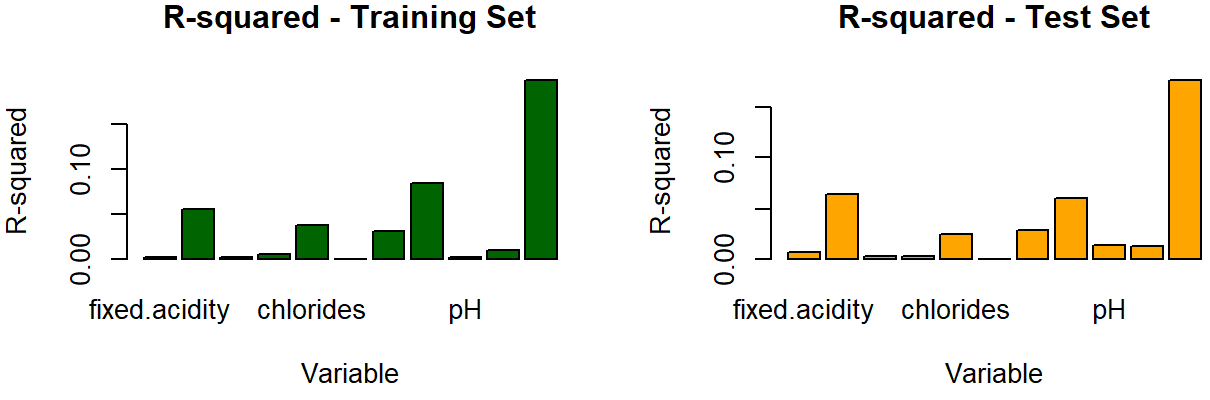 R-squared - Training Set
R-squared
0.10
0.00
fixed.acidity chlorides pH
Variable
R-squared - Test Set
R-squared
0.10
0.00
fixed.acidity chlorides pH
Variable